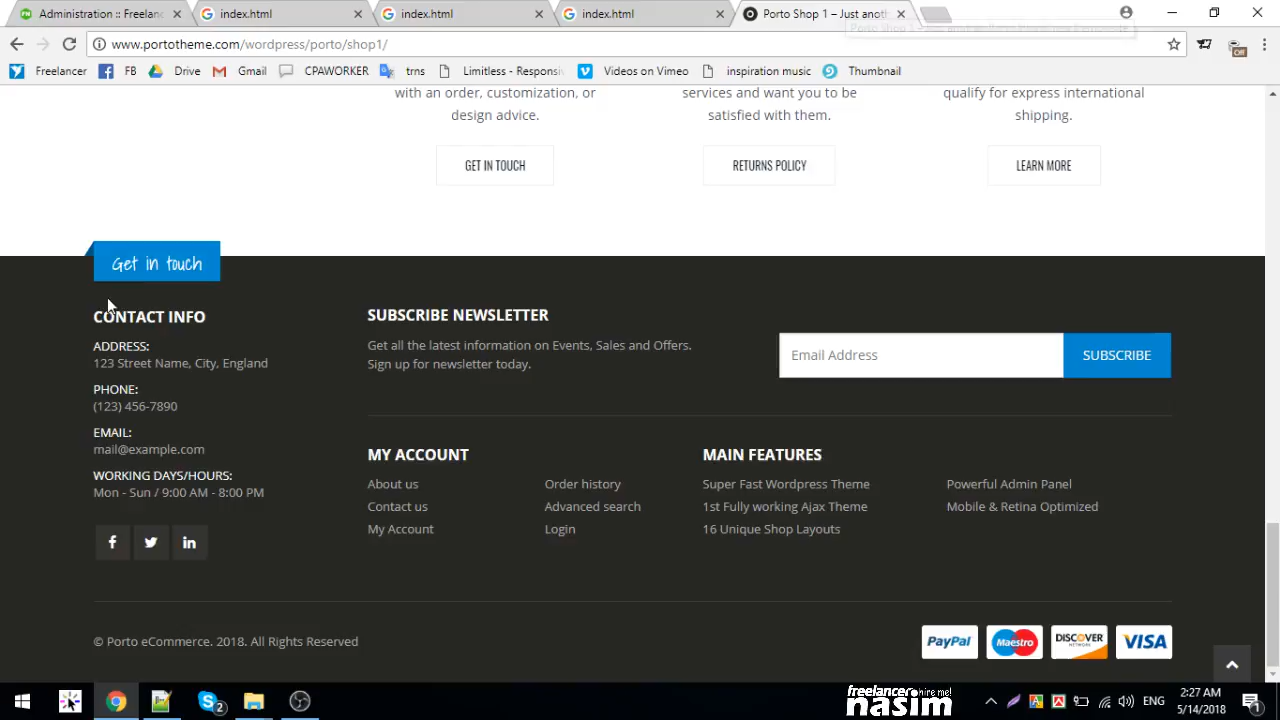 Administration :: Freelanc
index.html
index.html
index.html
Porto Shop 1 – Just anoth
www.portotheme.com/wordpress/porto/shop1/
Freelancer
FB
Drive
Gmail
CPAWORKER
trns
Limitless - Responsi
Videos on Vimeo
inspiration music
Thumbnail
Off
with an order, customization, or
design advice.
services and want you to
satisfied with them.
qualify for express international
shipping.
GET IN TOUCH
RETURNS POLICY
LEARN MORE
Get in touch
CONTACT INFO
ADDRESS:
123 Street Name, City, England
PHONE:
(123) 456-7890
EMAIL:
mail@example.com
WORKING DAYS/HOURS:
Mon - Sun / 9:00 AM - 8:00 PM
SUBSCRIBE NEWSLETTER
Get all the latest information on Events, Sales and Offers.
Sign up for newsletter today.
Email Address
SUBSCRIBE
MY ACCOUNT
About us
Contact us
My Account
Order history
Advanced search
Login
MAIN FEATURES
Super Fast Wordpress Theme
1st Fully working Ajax Theme
16 Unique Shop Layouts
Powerful Admin Panel
Mobile & Retina Optimized
© Porto eCommerce. 2018. All Rights Reserved
PayPal
Maestro
DISCOVER
NETWORK
VISA
freelancer hire me!
nasim
ENG
2:27 AM
5/14/2018